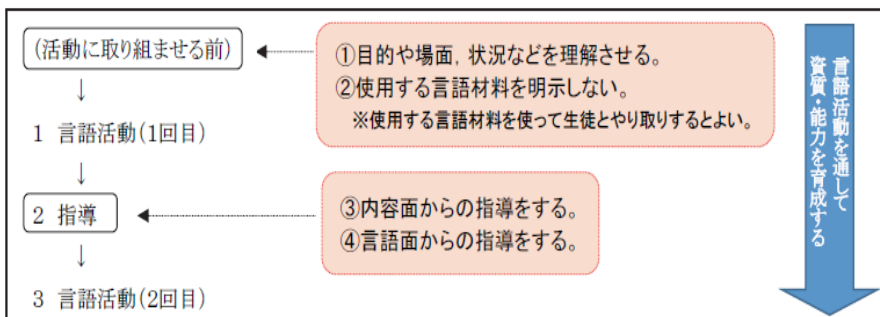 (活動に取り組ませる前)
①目的や場面，状況などを理解させる。
②使用する言語材料を明示しない。
※使用する言語材料を使って生徒とやり取りするとよい。
↓
1 言語活動(1回目)
↓
2 指導
③内容面からの指導をする。
④言語面からの指導をする。
↓
3 言語活動(2回目)
言語活動を通して
資質・能力を育成する